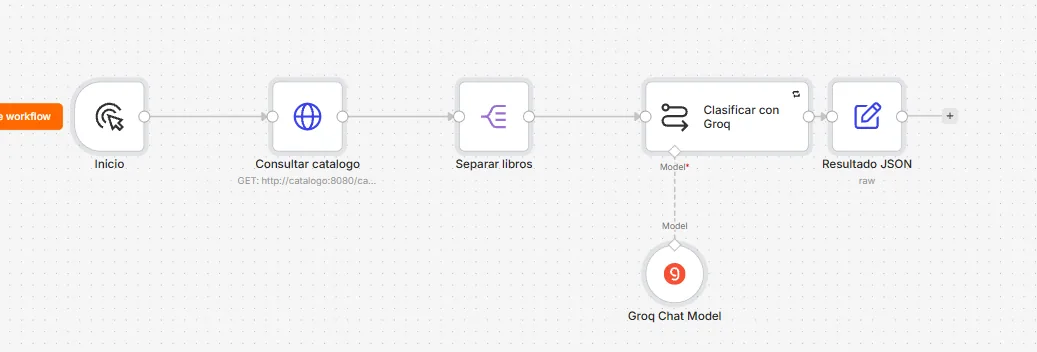 e workflow
Inicio
Consultar catalogo
GET: http://catalogo:8080/ca...
Separar libros
Clasificar con
Groq
Model*
Model
Groq Chat Model
Resultado JSON
raw